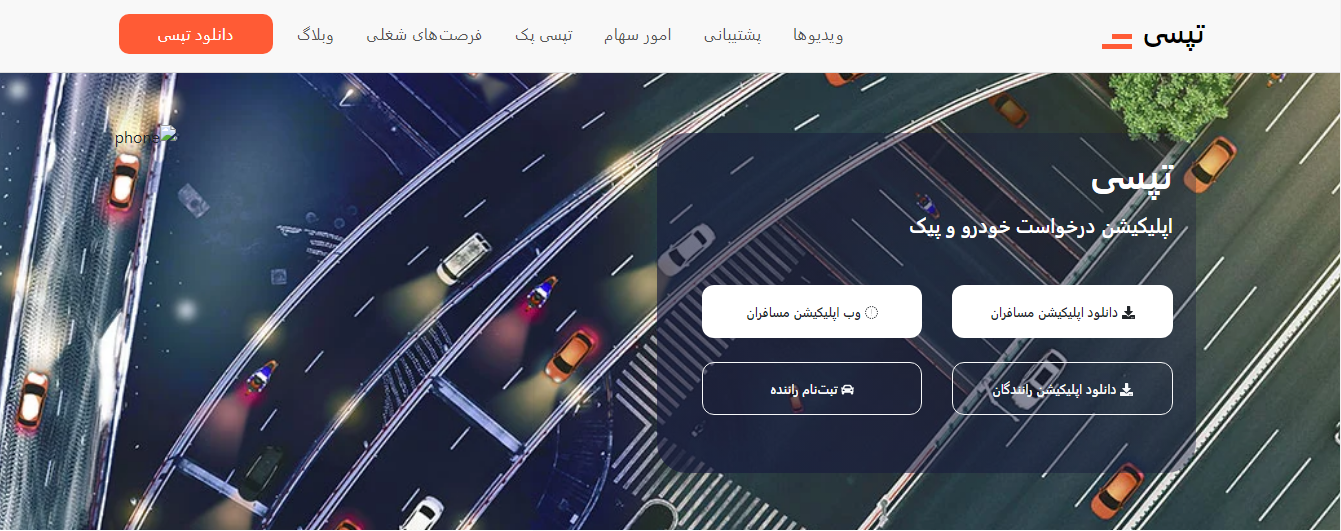 تپسی
ویدیوها
پشتیبانی
امور سهام
تپسی پک
فرصت‌های شغلی
وبلاگ
دانلود تپسی
phone
تپسی
اپلیکیشن درخواست خودرو و پیک
دانلود اپلیکیشن مسافران
وب اپلیکیشن مسافران
دانلود اپلیکیشن رانندگان
ثبت‌نام راننده